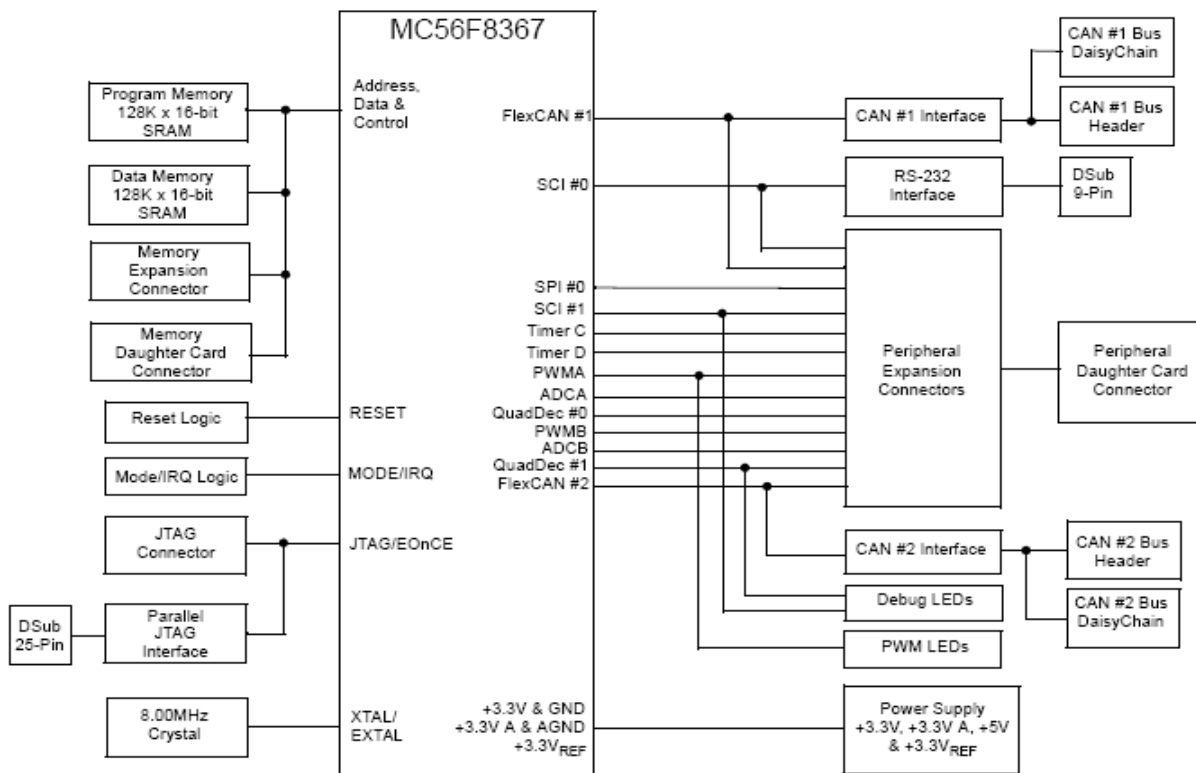 MC56F8367
Program Memory
128K x 16-bit
SRAM
Data Memory
128K x 16-bit
SRAM
Memory
Expansion
Connector
Memory
Daughter Card
Connector
Reset Logic
Mode/IRQ Logic
JTAG
Connector
DSub
25-Pin
Parallel
JTAG
Interface
8.00MHz
Crystal
Address,
Data &
Control
RESET
MODE/IRQ
JTAG/EOnCE
XTAL/
EXTAL
FlexCAN #1
SCI #0
SPI #0
SCI #1
Timer C
Timer D
PWMA
ADCA
QuadDec #0
PWMB
ADCB
QuadDec #1
FlexCAN #2
+3.3V & GND
+3.3V A & AGND
+3.3VREF
CAN #1 Interface
RS-232
Interface
Peripheral
Expansion
Connectors
CAN #2 Interface
Debug LEDs
PWM LEDs
Power Supply
+3.3V, +3.3V A, +5V
& +3.3VREF
CAN #1 Bus
DaisyChain
CAN #1 Bus
Header
DSub
9-Pin
Peripheral
Daughter Card
Connector
CAN #2 Bus
Header
CAN #2 Bus
DaisyChain